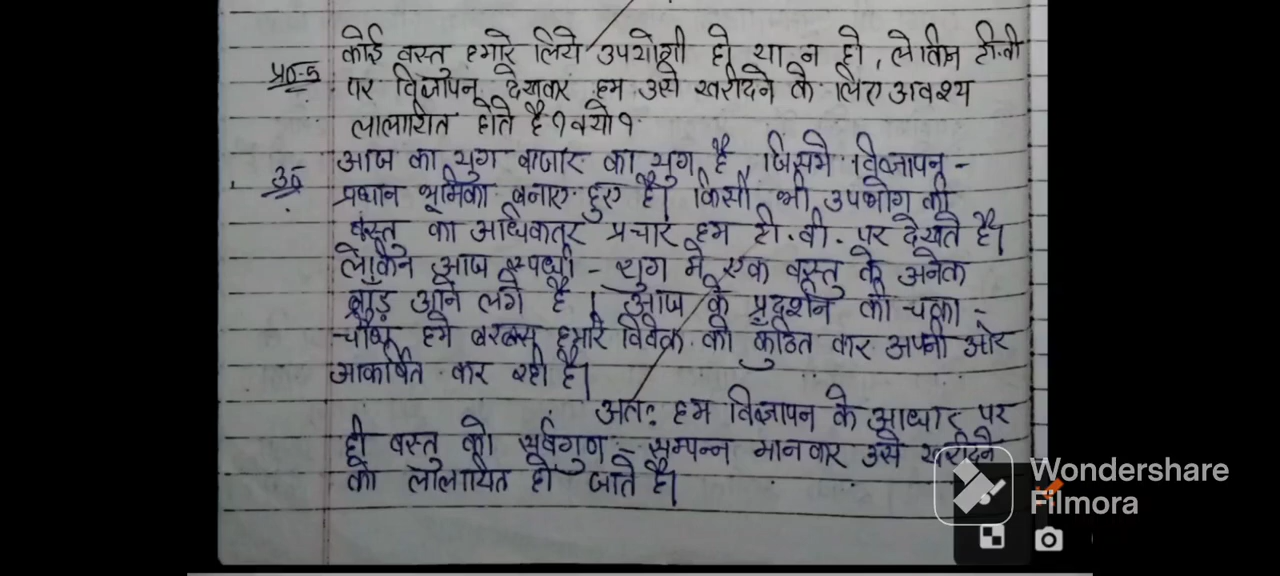 प्रश्न-5 कोई वस्तु हमारे लिये उपयोगी हो या न हो, लेकिन टी.वी
पर विज्ञापन देखकर हम उसे खरीदने के लिए अवश्य
लालायित होते है? क्यो?
उ० आज का युग बाजार का युग है, जिसमे विज्ञापन -
प्रधान भूमिका बनाए हुए है। किसी भी उपभोग की
वस्तु का अधिकतर प्रचार हम टी.वी. पर देखते है।
लेकिन आज स्पर्धा - युग मे एक वस्तु के अनेक
ब्रांड आने लगे है। आज के प्रदर्शन की चका -
चौंध हमे बरबस हमारे विवेक को कुँठित कर अपनी ओर
आकर्षित कर रही है।
अतः हम विज्ञापन के आधार पर
ही वस्तु को सर्वगुण - सम्पन्न मानकर उसे खरीदने
को लालायित हो जाते है।
Wondershare
Filmora